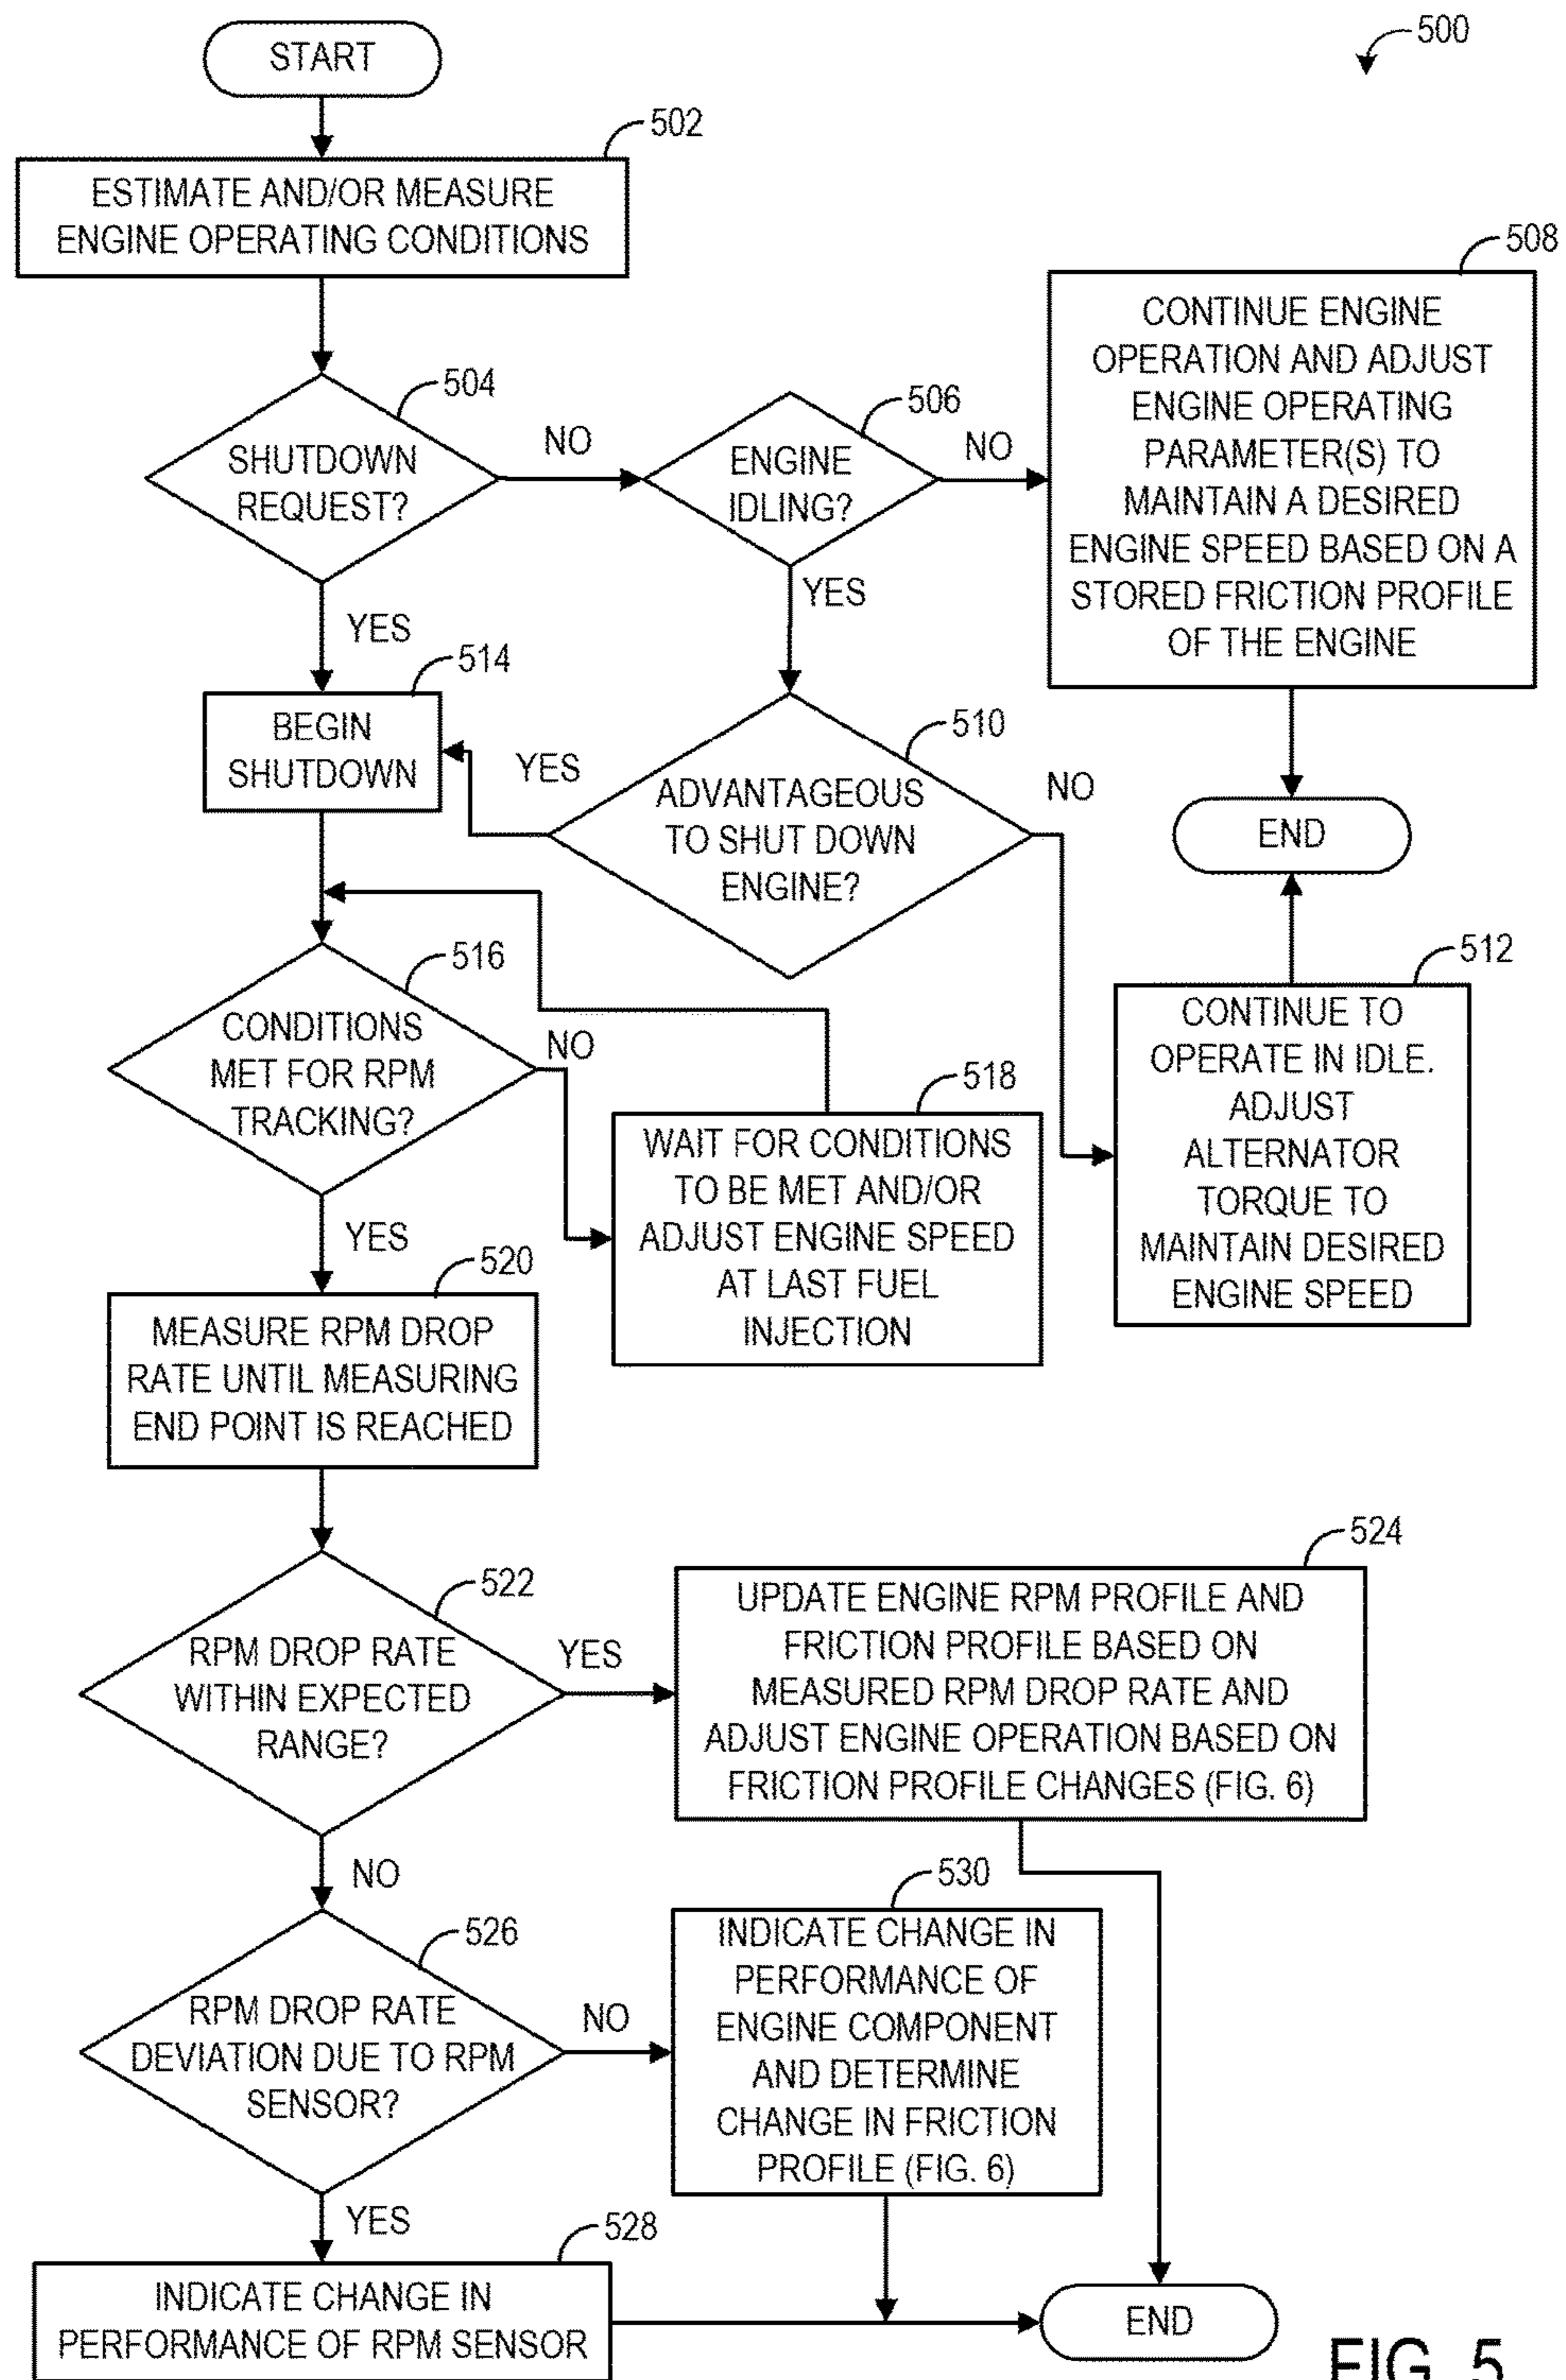 START
500
502
ESTIMATE AND/OR MEASURE
ENGINE OPERATING CONDITIONS
504
SHUTDOWN
REQUEST?
NO
YES
506
ENGINE
IDLING?
NO
YES
508
CONTINUE ENGINE
OPERATION AND ADJUST
ENGINE OPERATING
PARAMETER(S) TO
MAINTAIN A DESIRED
ENGINE SPEED BASED ON A
STORED FRICTION PROFILE
OF THE ENGINE
END
514
BEGIN
SHUTDOWN
510
YES
ADVANTAGEOUS
TO SHUT DOWN
ENGINE?
NO
512
CONTINUE TO
OPERATE IN IDLE.
ADJUST
ALTERNATOR
TORQUE TO
MAINTAIN DESIRED
ENGINE SPEED
516
CONDITIONS
MET FOR RPM
TRACKING?
NO
YES
518
WAIT FOR CONDITIONS
TO BE MET AND/OR
ADJUST ENGINE SPEED
AT LAST FUEL
INJECTION
520
MEASURE RPM DROP
RATE UNTIL MEASURING
END POINT IS REACHED
522
RPM DROP RATE
WITHIN EXPECTED
RANGE?
YES
NO
524
UPDATE ENGINE RPM PROFILE AND
FRICTION PROFILE BASED ON
MEASURED RPM DROP RATE AND
ADJUST ENGINE OPERATION BASED ON
FRICTION PROFILE CHANGES (FIG. 6)
526
RPM DROP RATE
DEVIATION DUE TO RPM
SENSOR?
NO
YES
530
INDICATE CHANGE IN
PERFORMANCE OF
ENGINE COMPONENT
AND DETERMINE
CHANGE IN FRICTION
PROFILE (FIG. 6)
528
INDICATE CHANGE IN
PERFORMANCE OF RPM SENSOR
END
FIG. 5